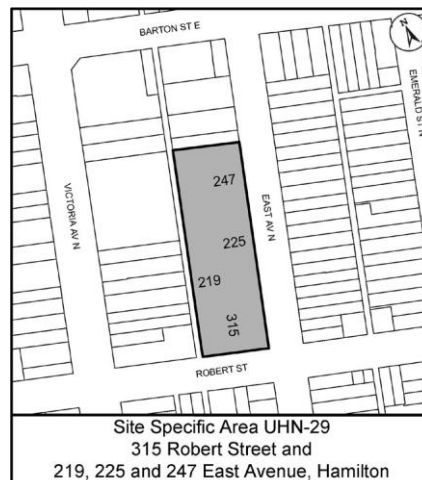 BARTON ST E
N
EMERALD ST N
VICTORIA AV N
EAST AV N
247
225
219
315
ROBERT ST
Site Specific Area UHN-29
315 Robert Street and
219, 225 and 247 East Avenue, Hamilton